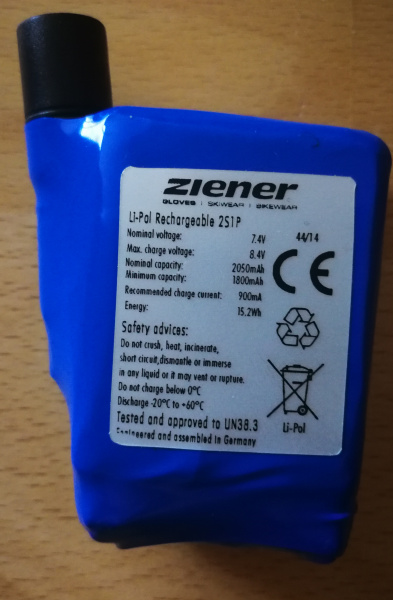 ziener
GLOVES | SKIWEAR | BIKEWEAR
Li-Pol Rechargeable 2S1P
Nominal voltage: 7.4V 44/14
Max. charge voltage: 8.4V
Nominal capacity: 2050mAh
Minimum capacity: 1800mAh
Recommended charge current: 900mA
Energy: 15.2Wh
CE
Safety advices:
Do not crush, heat, incinerate,
short circuit,dismantle or immerse
in any liquid or it may vent or rupture.
Do not charge below 0°C
Discharge -20°C to +60°C
Tested and approved to UN38.3
Li-Pol
Engineered and assembled in Germany